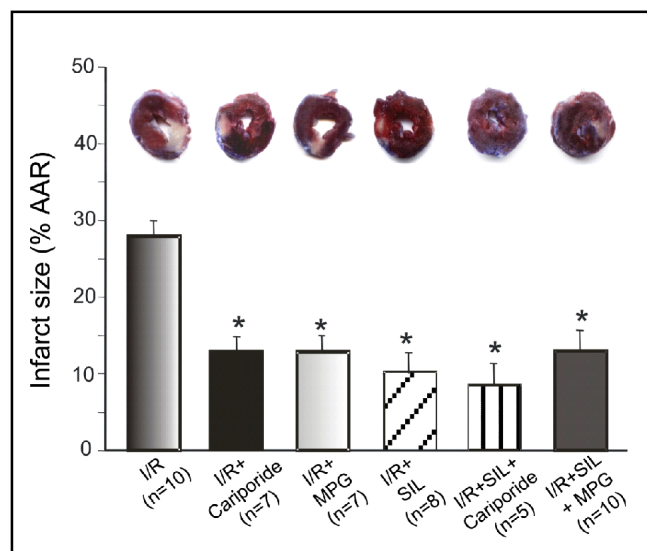 50
40
30
20
10
0
Infarct size (% AAR)
*
*
*
*
*
I/R
(n=10)
I/R+
Cariporide
(n=7)
I/R+
MPG
(n=7)
I/R+
SIL
(n=8)
I/R+SIL+
Cariporide
(n=5)
I/R+SIL
+ MPG
(n=10)